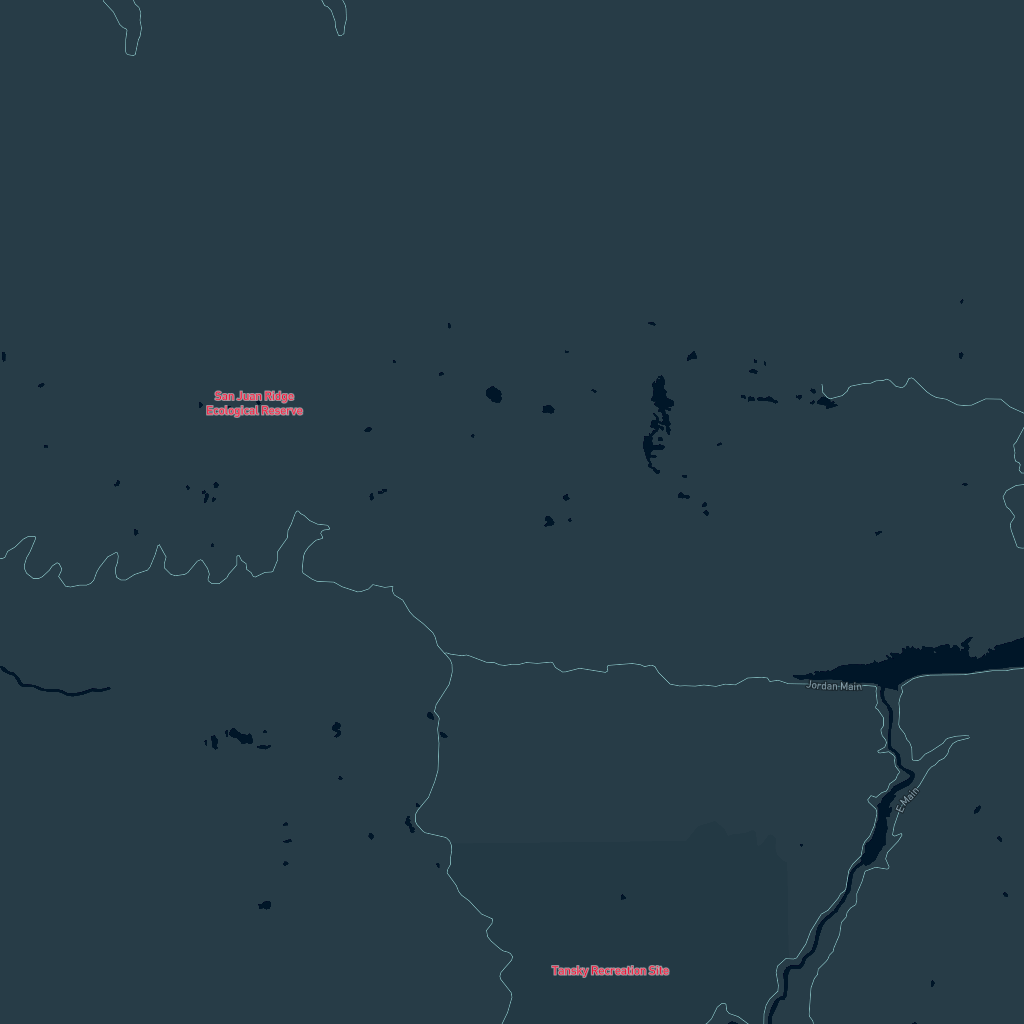 San Juan Ridge
Ecological Reserve
Jordan Main
E Main
Tansky Recreation Site